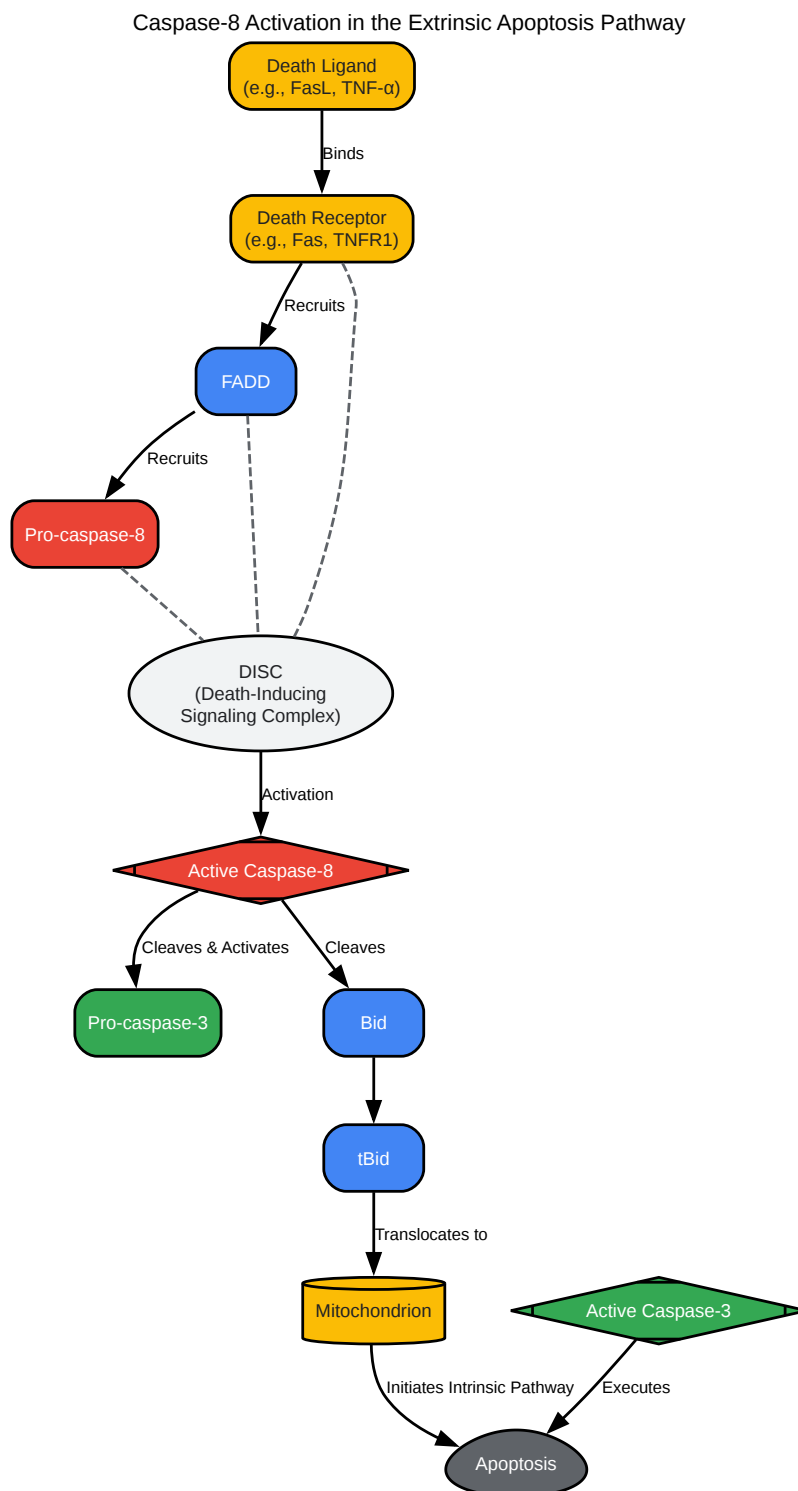 Caspase-8 Activation in the Extrinsic Apoptosis Pathway
Death Ligand
(e.g., FasL, TNF-α)
Binds
Death Receptor
(e.g., Fas, TNFR1)
Recruits
FADD
Recruits
Pro-caspase-8
DISC
(Death-Inducing
Signaling Complex)
Activation
Active Caspase-8
Cleaves & Activates
Cleaves
Pro-caspase-3
Bid
tBid
Translocates to
Mitochondrion
Active Caspase-3
Initiates Intrinsic Pathway
Executes
Apoptosis